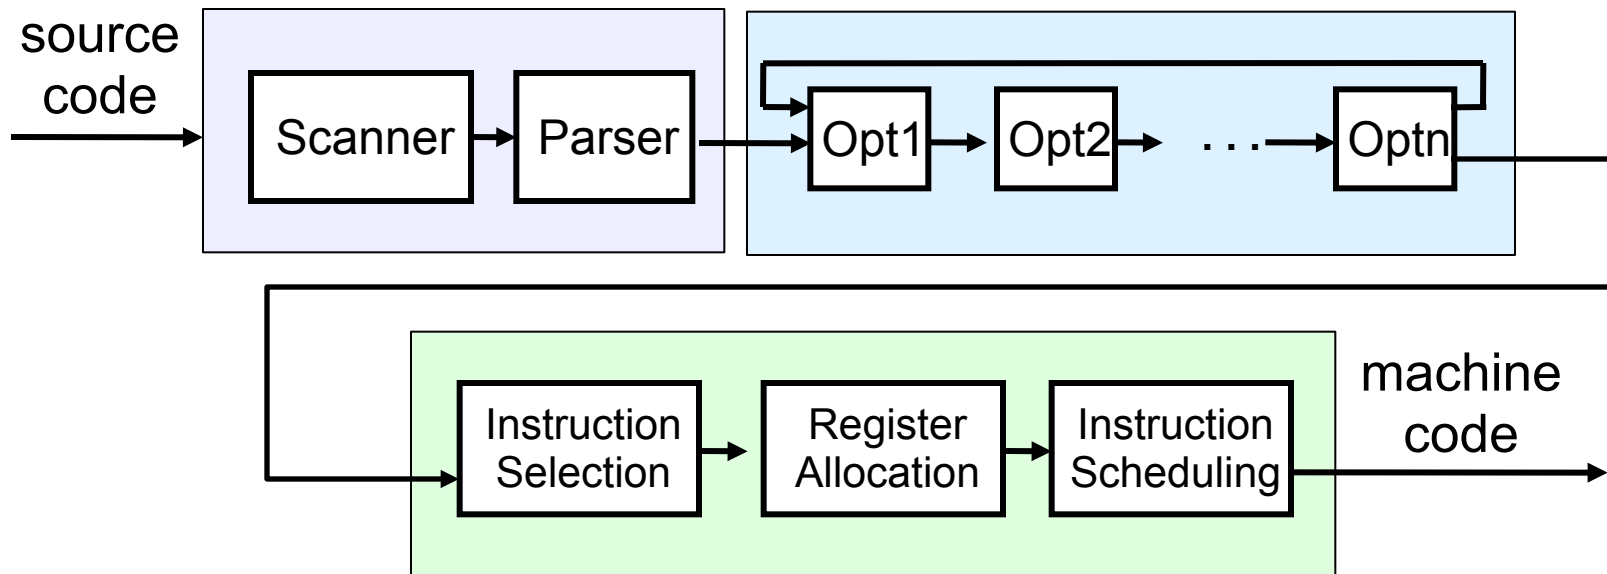 source
code
Scanner
Parser
Opt1
Opt2
...
Optn
Instruction
Selection
Register
Allocation
Instruction
Scheduling
machine
code